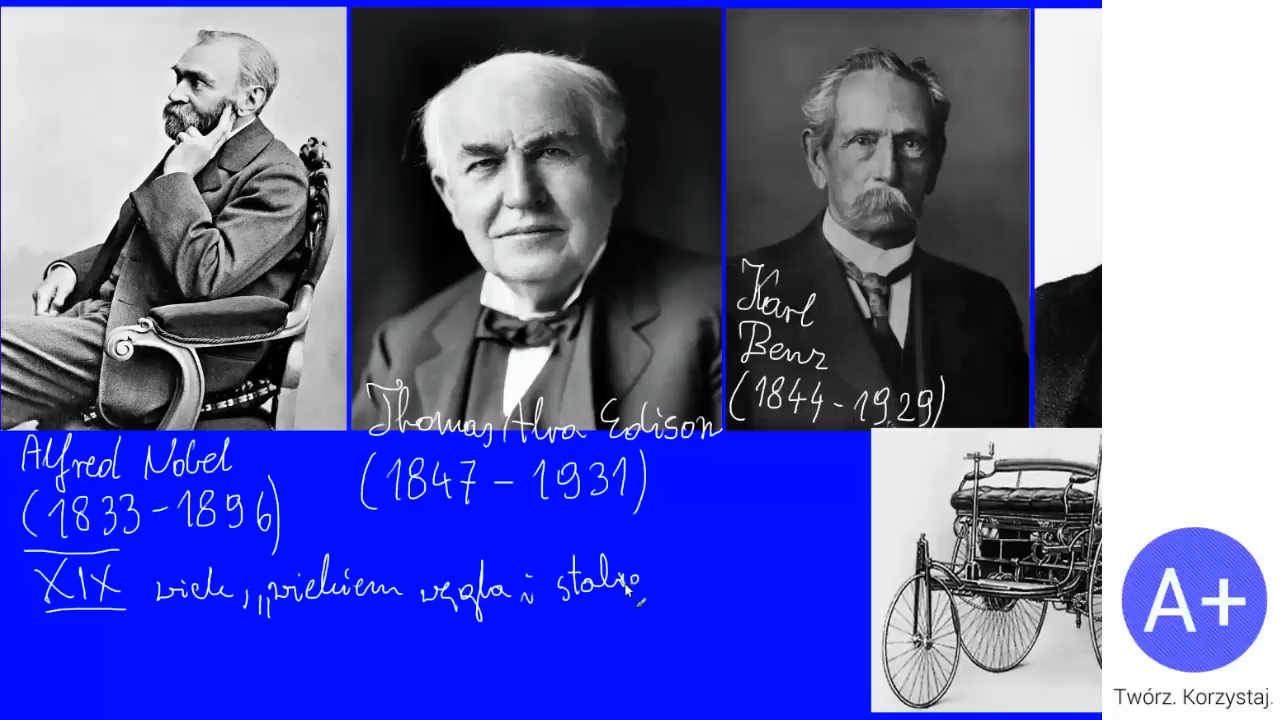 Karl
Benz
(1844-1929)
Thomas Alva Edison
(1847-1931)
Alfred Nobel
(1833-1896)
XIX wiek, „wiekiem węgla i stali
A+
Twórz. Korzystaj.